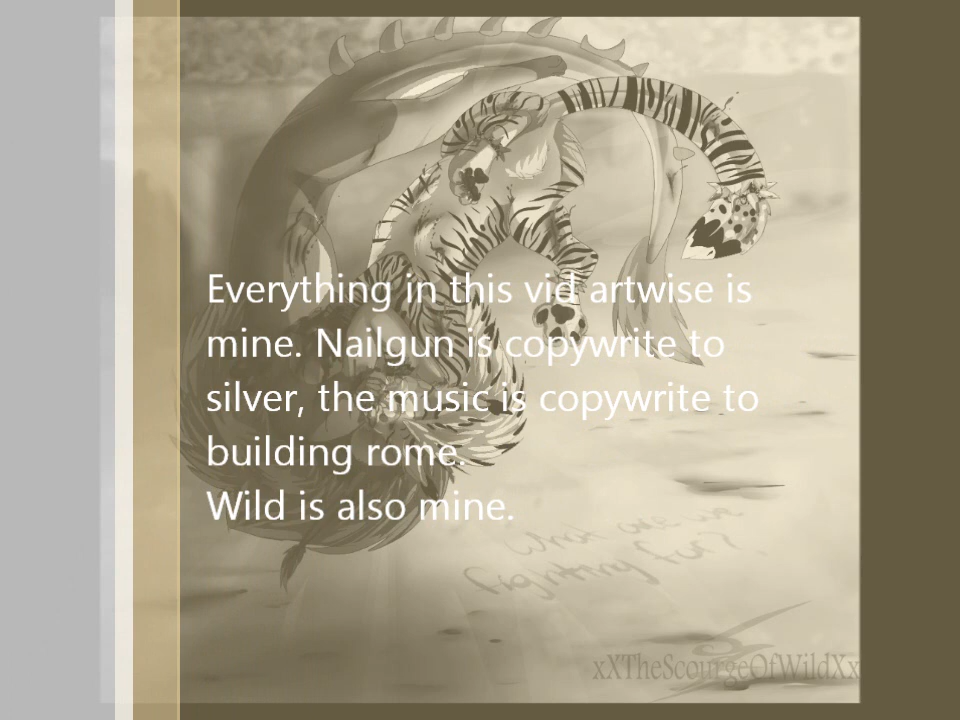 Everything in this vid artwise is
mine. Nailgun is copywrite to
silver, the music is copywrite to
building rome.
Wild is also mine.
What are we
fighting for?
xXTheScourgeOfWildXx